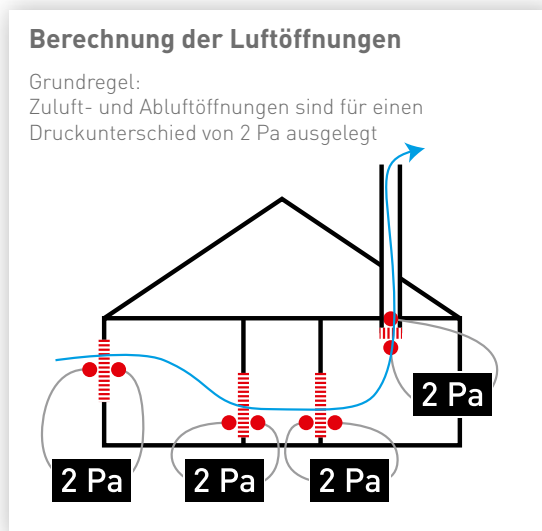 Berechnung der Luftöffnungen
Grundregel:
Zuluft- und Abluftöffnungen sind für einen
Druckunterschied von 2 Pa ausgelegt
2 Pa
2 Pa
2 Pa
2 Pa